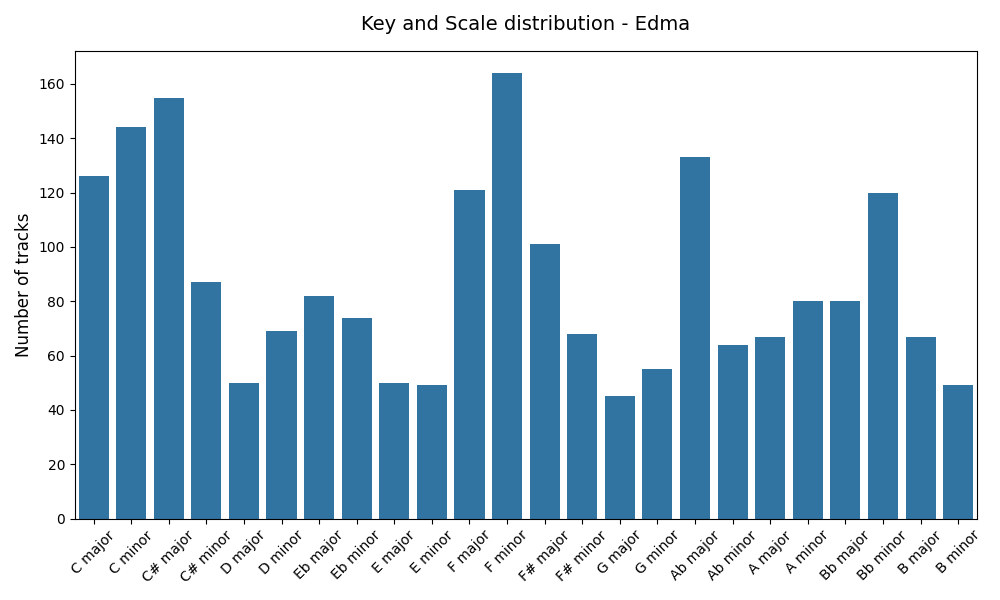 Key and Scale distribution - Edma
Number of tracks
160
140
120
100
80
60
40
20
0
C major
C minor
C# major
C# minor
D major
D minor
Eb major
Eb minor
E major
E minor
F major
F minor
F# major
F# minor
G major
G minor
Ab major
Ab minor
A major
A minor
Bb major
Bb minor
B major
B minor